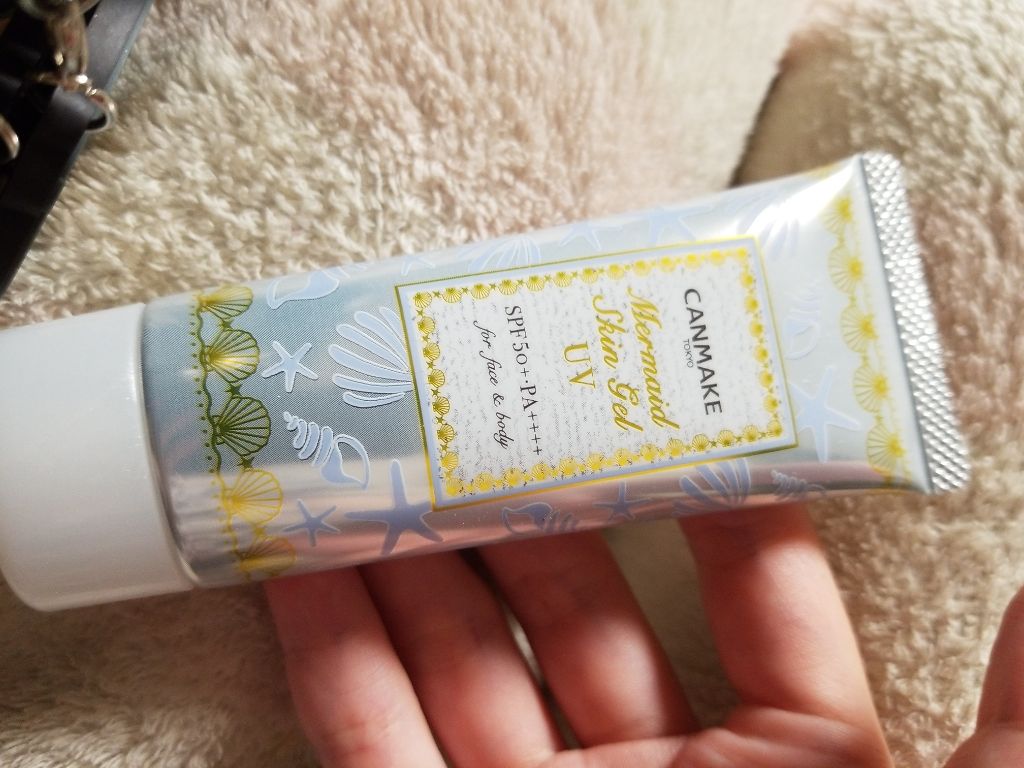 CANMAKE
TOKYO
Mermaid
Skin Gel
UV
SPF50+・PA++++
for face & body